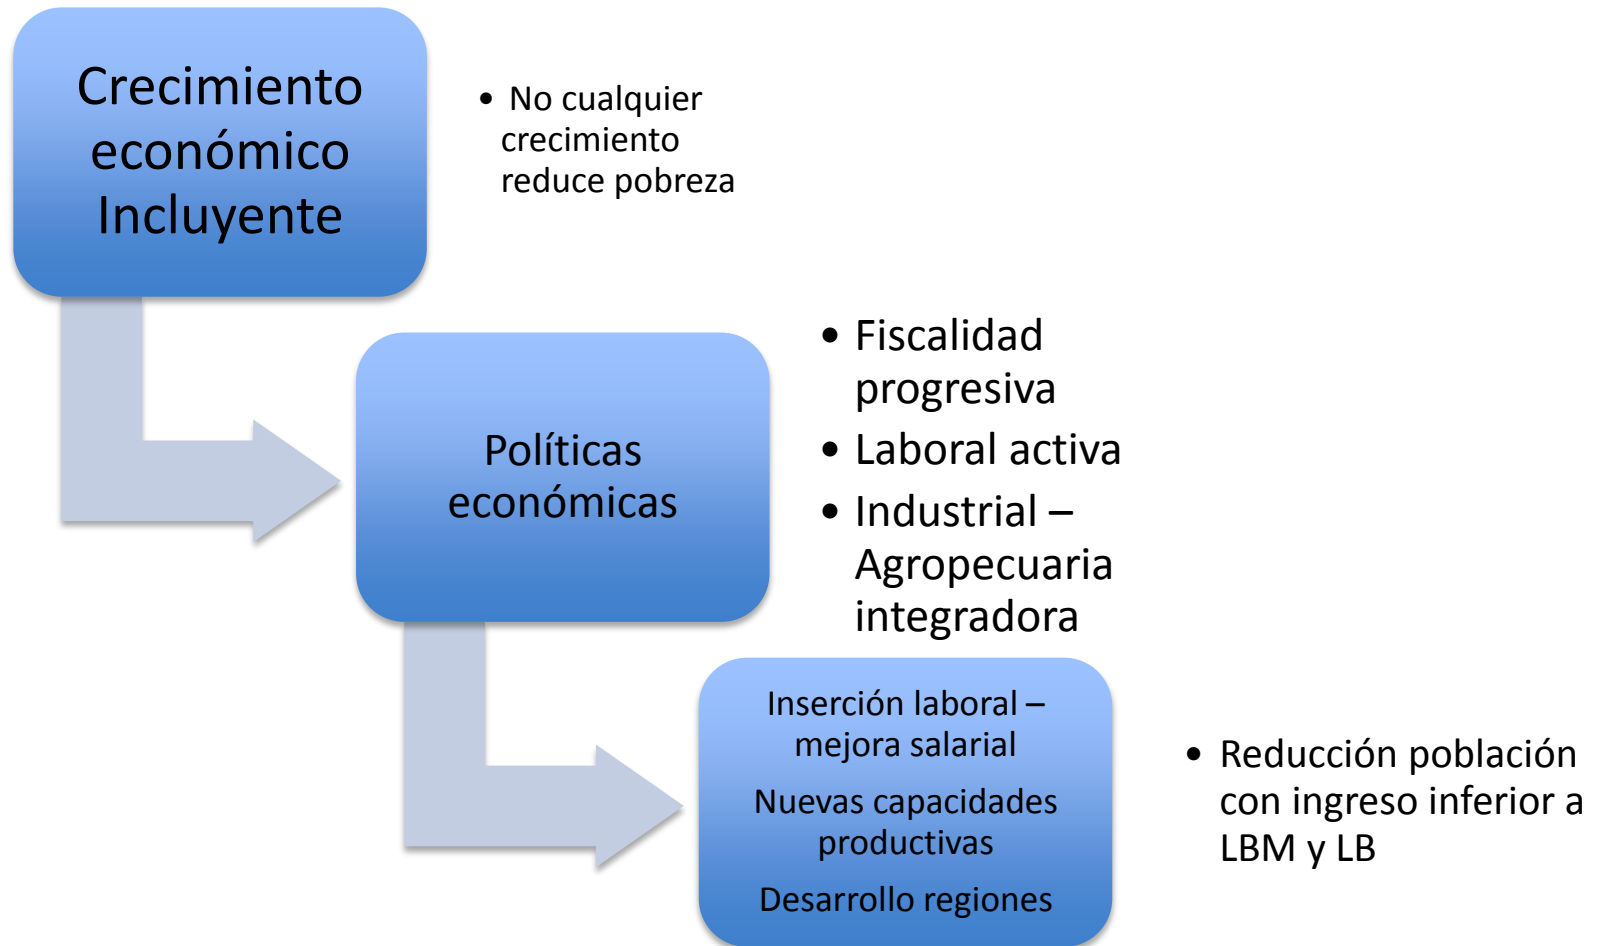 Crecimiento
económico
Incluyente
• No cualquier
crecimiento
reduce pobreza
Políticas
económicas
• Fiscalidad
progresiva
• Laboral activa
• Industrial –
Agropecuaria
integradora
Inserción laboral –
mejora salarial
Nuevas capacidades
productivas
Desarrollo regiones
• Reducción población
con ingreso inferior a
LBM y LB